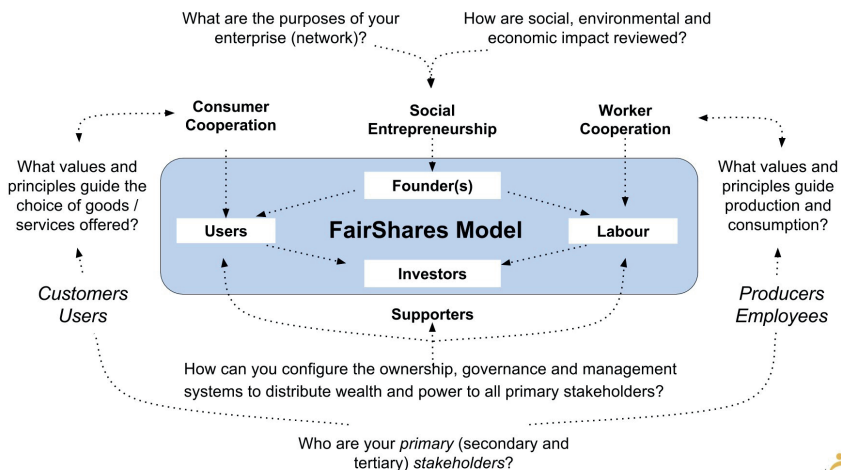 What are the purposes of your
enterprise (network)?
How are social, environmental and
economic impact reviewed?
Consumer
Cooperation
Social
Entrepreneurship
Worker
Cooperation
What values and
principles guide the
choice of goods /
services offered?
What values and
principles guide
production and
consumption?
Founder(s)
Users
FairShares Model
Labour
Investors
Customers
Users
Supporters
Producers
Employees
How can you configure the ownership, governance and management
systems to distribute wealth and power to all primary stakeholders?
Who are your primary (secondary and
tertiary) stakeholders?